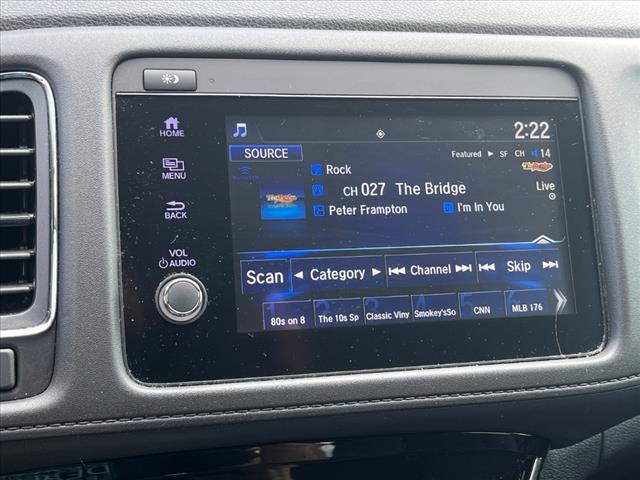 2:22
HOME
SOURCE
Featured ▶ SF CH 14
MENU
Rock
The Bridge
CH 027 The Bridge
Live
BACK
Peter Frampton I'm In You
VOL
AUDIO
Scan ◀ Category ▶ Channel Skip
80s on 8 The 10s Sp Classic Viny Smokey'sSo CNN MLB 176